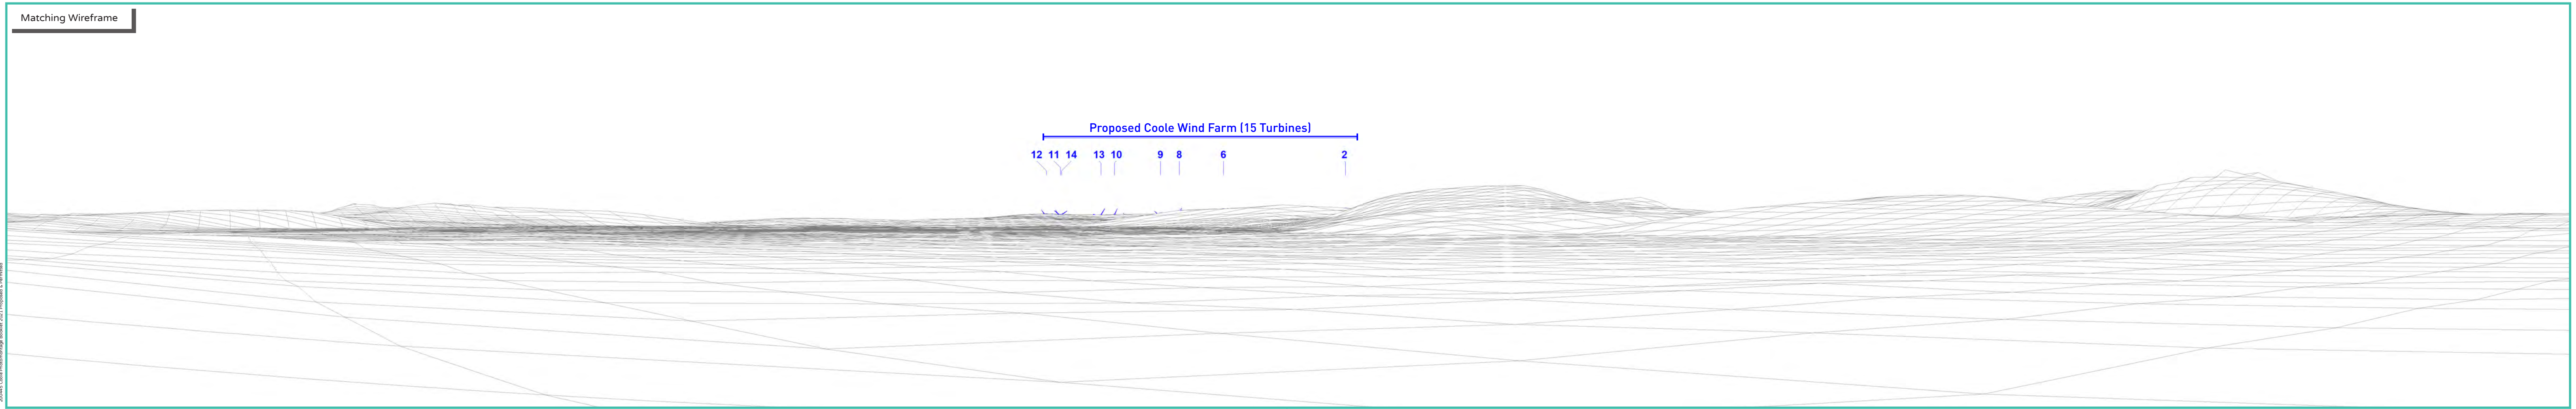 Matching Wireframe
Proposed Coole Wind Farm (15 Turbines)
12 11 14 13 10 9 8 6 2